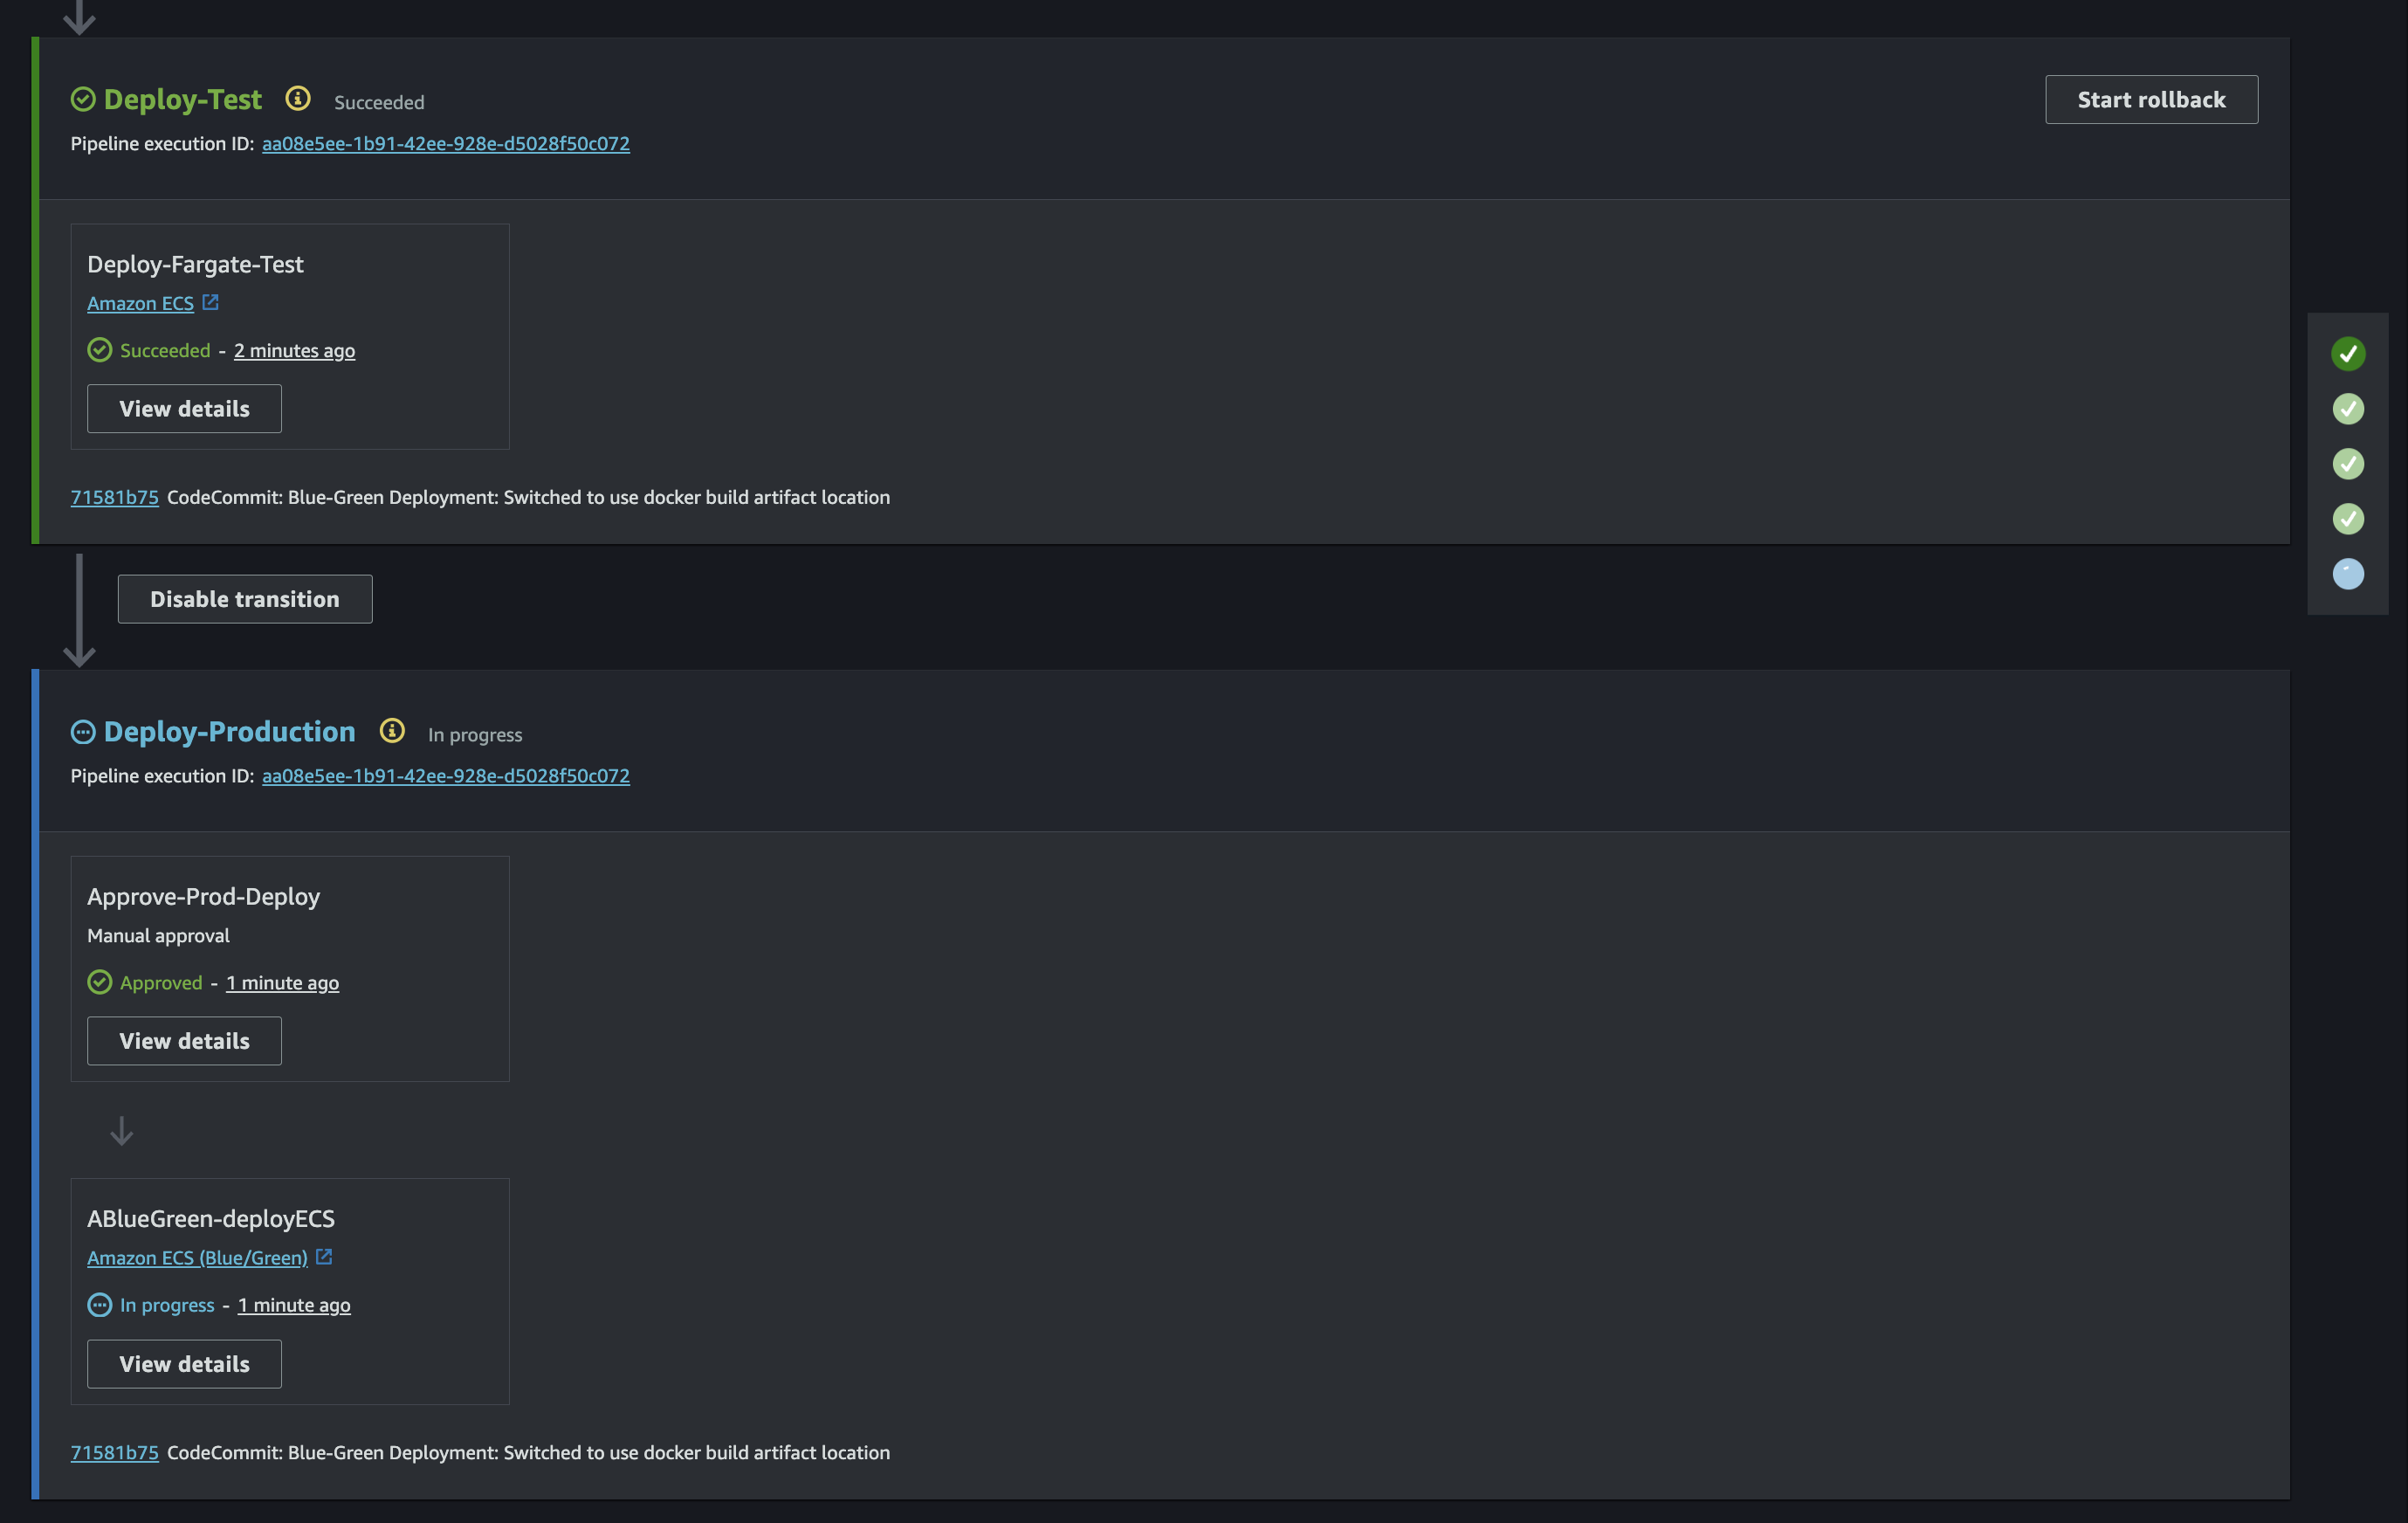 Deploy-Test Succeeded
Start rollback
Pipeline execution ID: aa08e5ee-1b91-42ee-928e-d5028f50c072
Deploy-Fargate-Test
Amazon ECS
Succeeded - 2 minutes ago
View details
71581b75 CodeCommit: Blue-Green Deployment: Switched to use docker build artifact location
Disable transition
Deploy-Production In progress
Pipeline execution ID: aa08e5ee-1b91-42ee-928e-d5028f50c072
Approve-Prod-Deploy
Manual approval
Approved - 1 minute ago
View details
ABlueGreen-deployECS
Amazon ECS (Blue/Green)
In progress - 1 minute ago
View details
71581b75 CodeCommit: Blue-Green Deployment: Switched to use docker build artifact location